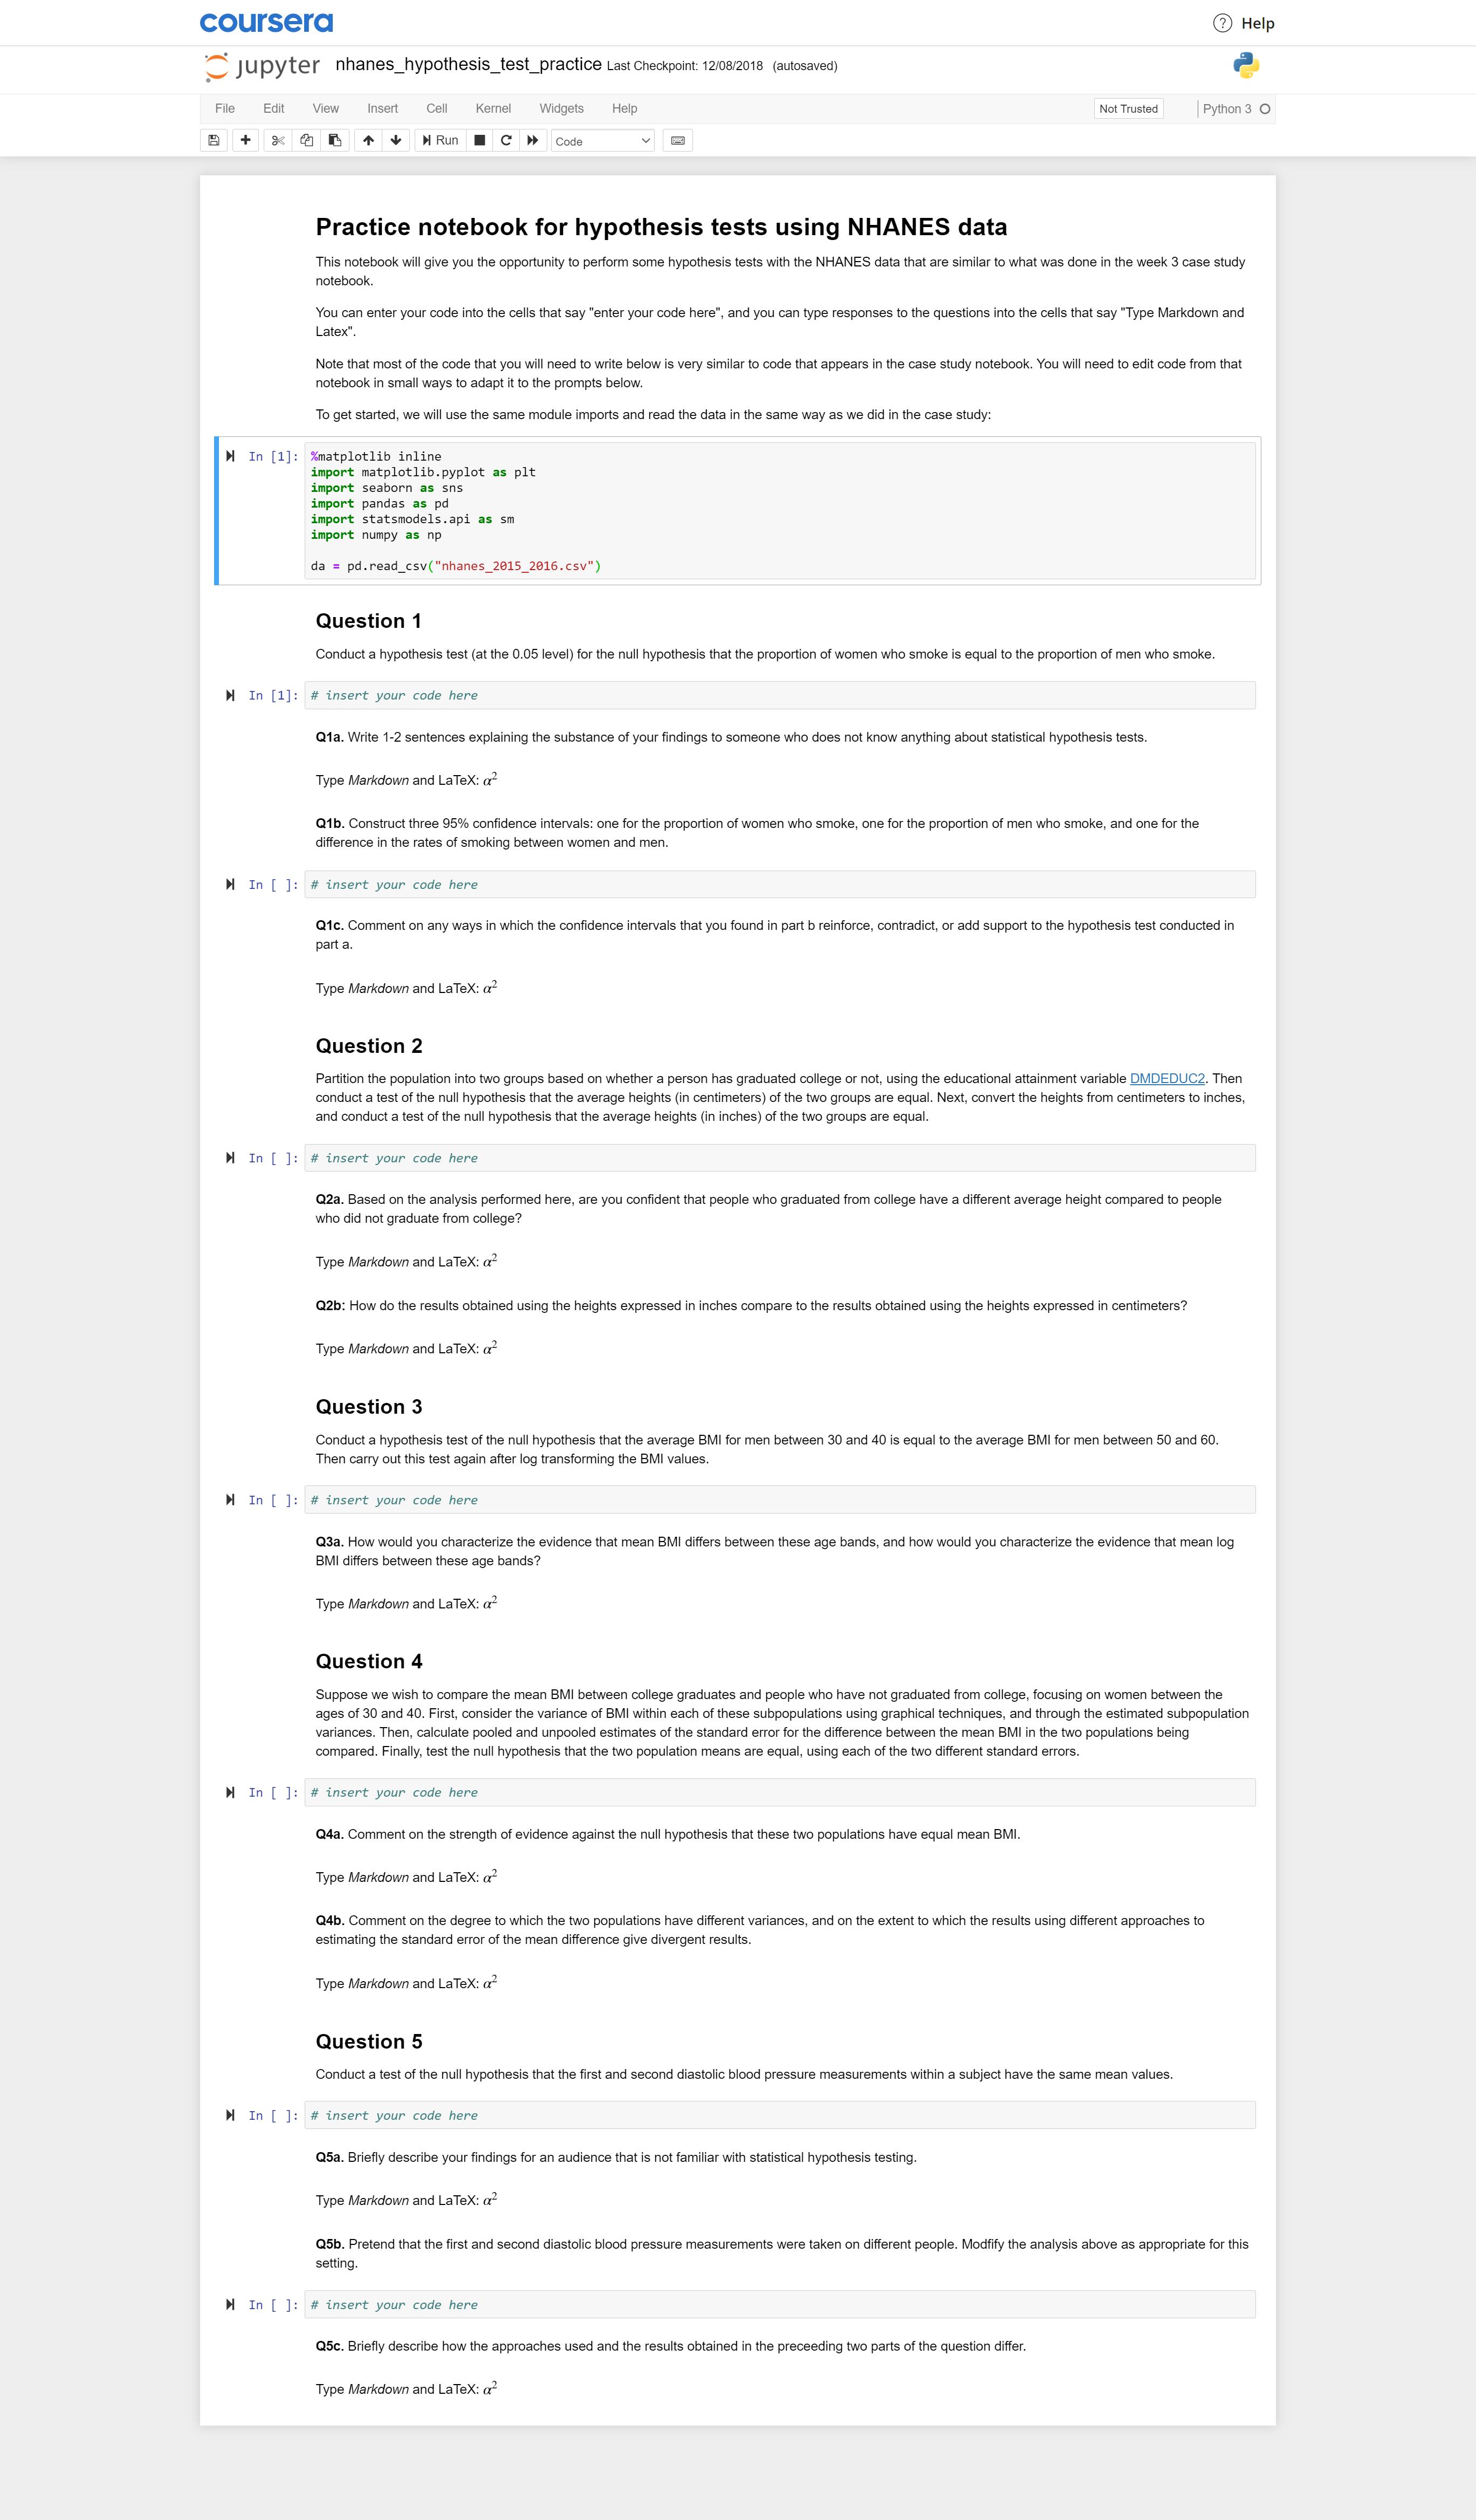 coursera
? Help
jupyter nhanes_hypothesis_test_practice Last Checkpoint: 12/08/2018 (autosaved)
File Edit View Insert Cell Kernel Widgets Help Not Trusted Python 3
Run Code
Practice notebook for hypothesis tests using NHANES data
This notebook will give you the opportunity to perform some hypothesis tests with the NHANES data that are similar to what was done in the week 3 case study
notebook.
You can enter your code into the cells that say "enter your code here", and you can type responses to the questions into the cells that say "Type Markdown and
Latex".
Note that most of the code that you will need to write below is very similar to code that appears in the case study notebook. You will need to edit code from that
notebook in small ways to adapt it to the prompts below.
To get started, we will use the same module imports and read the data in the same way as we did in the case study:
In [1]: %matplotlib inline
import matplotlib.pyplot as plt
import seaborn as sns
import pandas as pd
import statsmodels.api as sm
import numpy as np
da = pd.read_csv("nhanes_2015_2016.csv")
Question 1
Conduct a hypothesis test (at the 0.05 level) for the null hypothesis that the proportion of women who smoke is equal to the proportion of men who smoke.
In [1]: # insert your code here
Q1a. Write 1-2 sentences explaining the substance of your findings to someone who does not know anything about statistical hypothesis tests.
Type Markdown and LaTeX: α²
Q1b. Construct three 95% confidence intervals: one for the proportion of women who smoke, one for the proportion of men who smoke, and one for the
difference in the rates of smoking between women and men.
In [ ]: # insert your code here
Q1c. Comment on any ways in which the confidence intervals that you found in part b reinforce, contradict, or add support to the hypothesis test conducted in
part a.
Type Markdown and LaTeX: α²
Question 2
Partition the population into two groups based on whether a person has graduated college or not, using the educational attainment variable DMDEDUC2. Then
conduct a test of the null hypothesis that the average heights (in centimeters) of the two groups are equal. Next, convert the heights from centimeters to inches,
and conduct a test of the null hypothesis that the average heights (in inches) of the two groups are equal.
In [ ]: # insert your code here
Q2a. Based on the analysis performed here, are you confident that people who graduated from college have a different average height compared to people
who did not graduate from college?
Type Markdown and LaTeX: α²
Q2b: How do the results obtained using the heights expressed in inches compare to the results obtained using the heights expressed in centimeters?
Type Markdown and LaTeX: α²
Question 3
Conduct a hypothesis test of the null hypothesis that the average BMI for men between 30 and 40 is equal to the average BMI for men between 50 and 60.
Then carry out this test again after log transforming the BMI values.
In [ ]: # insert your code here
Q3a. How would you characterize the evidence that mean BMI differs between these age bands, and how would you characterize the evidence that mean log
BMI differs between these age bands?
Type Markdown and LaTeX: α²
Question 4
Suppose we wish to compare the mean BMI between college graduates and people who have not graduated from college, focusing on women between the
ages of 30 and 40. First, consider the variance of BMI within each of these subpopulations using graphical techniques, and through the estimated subpopulation
variances. Then, calculate pooled and unpooled estimates of the standard error for the difference between the mean BMI in the two populations being
compared. Finally, test the null hypothesis that the two population means are equal, using each of the two different standard errors.
In [ ]: # insert your code here
Q4a. Comment on the strength of evidence against the null hypothesis that these two populations have equal mean BMI.
Type Markdown and LaTeX: α²
Q4b. Comment on the degree to which the two populations have different variances, and on the extent to which the results using different approaches to
estimating the standard error of the mean difference give divergent results.
Type Markdown and LaTeX: α²
Question 5
Conduct a test of the null hypothesis that the first and second diastolic blood pressure measurements within a subject have the same mean values.
In [ ]: # insert your code here
Q5a. Briefly describe your findings for an audience that is not familiar with statistical hypothesis testing.
Type Markdown and LaTeX: α²
Q5b. Pretend that the first and second diastolic blood pressure measurements were taken on different people. Modfify the analysis above as appropriate for this
setting.
In [ ]: # insert your code here
Q5c. Briefly describe how the approaches used and the results obtained in the preceeding two parts of the question differ.
Type Markdown and LaTeX: α²